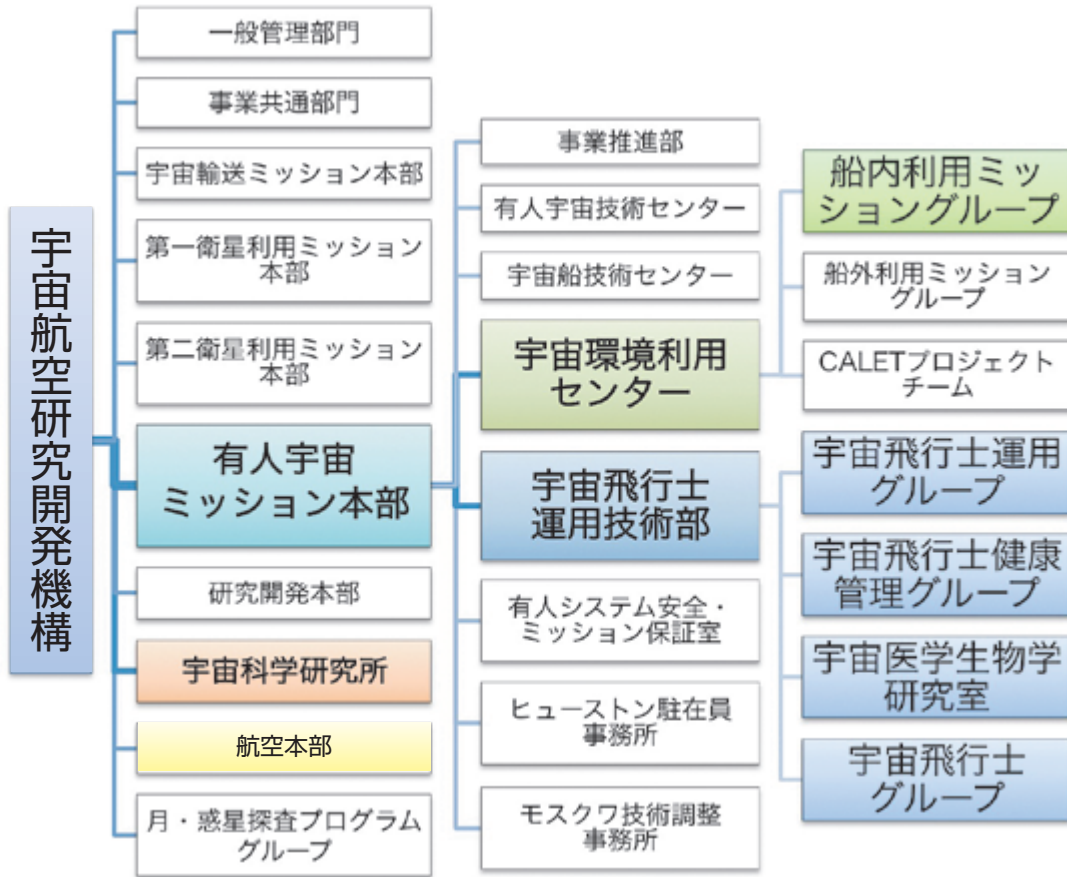 宇宙航空研究開発機構
一般管理部門
事業共通部門
宇宙輸送ミッション本部
第一衛星利用ミッション
本部
第二衛星利用ミッション
本部
有人宇宙
ミッション本部
研究開発本部
宇宙科学研究所
航空本部
月・惑星探査プログラム
グループ
事業推進部
有人宇宙技術センター
宇宙船技術センター
宇宙環境利用
センター
宇宙飛行士
運用技術部
有人システム安全・
ミッション保証室
ヒューストン駐在員
事務所
モスクワ技術調整
事務所
船内利用ミッ
ショングループ
船外利用ミッション
グループ
CALETプロジェクト
チーム
宇宙飛行士運用
グループ
宇宙飛行士健康
管理グループ
宇宙医学生物学
研究室
宇宙飛行士
グループ